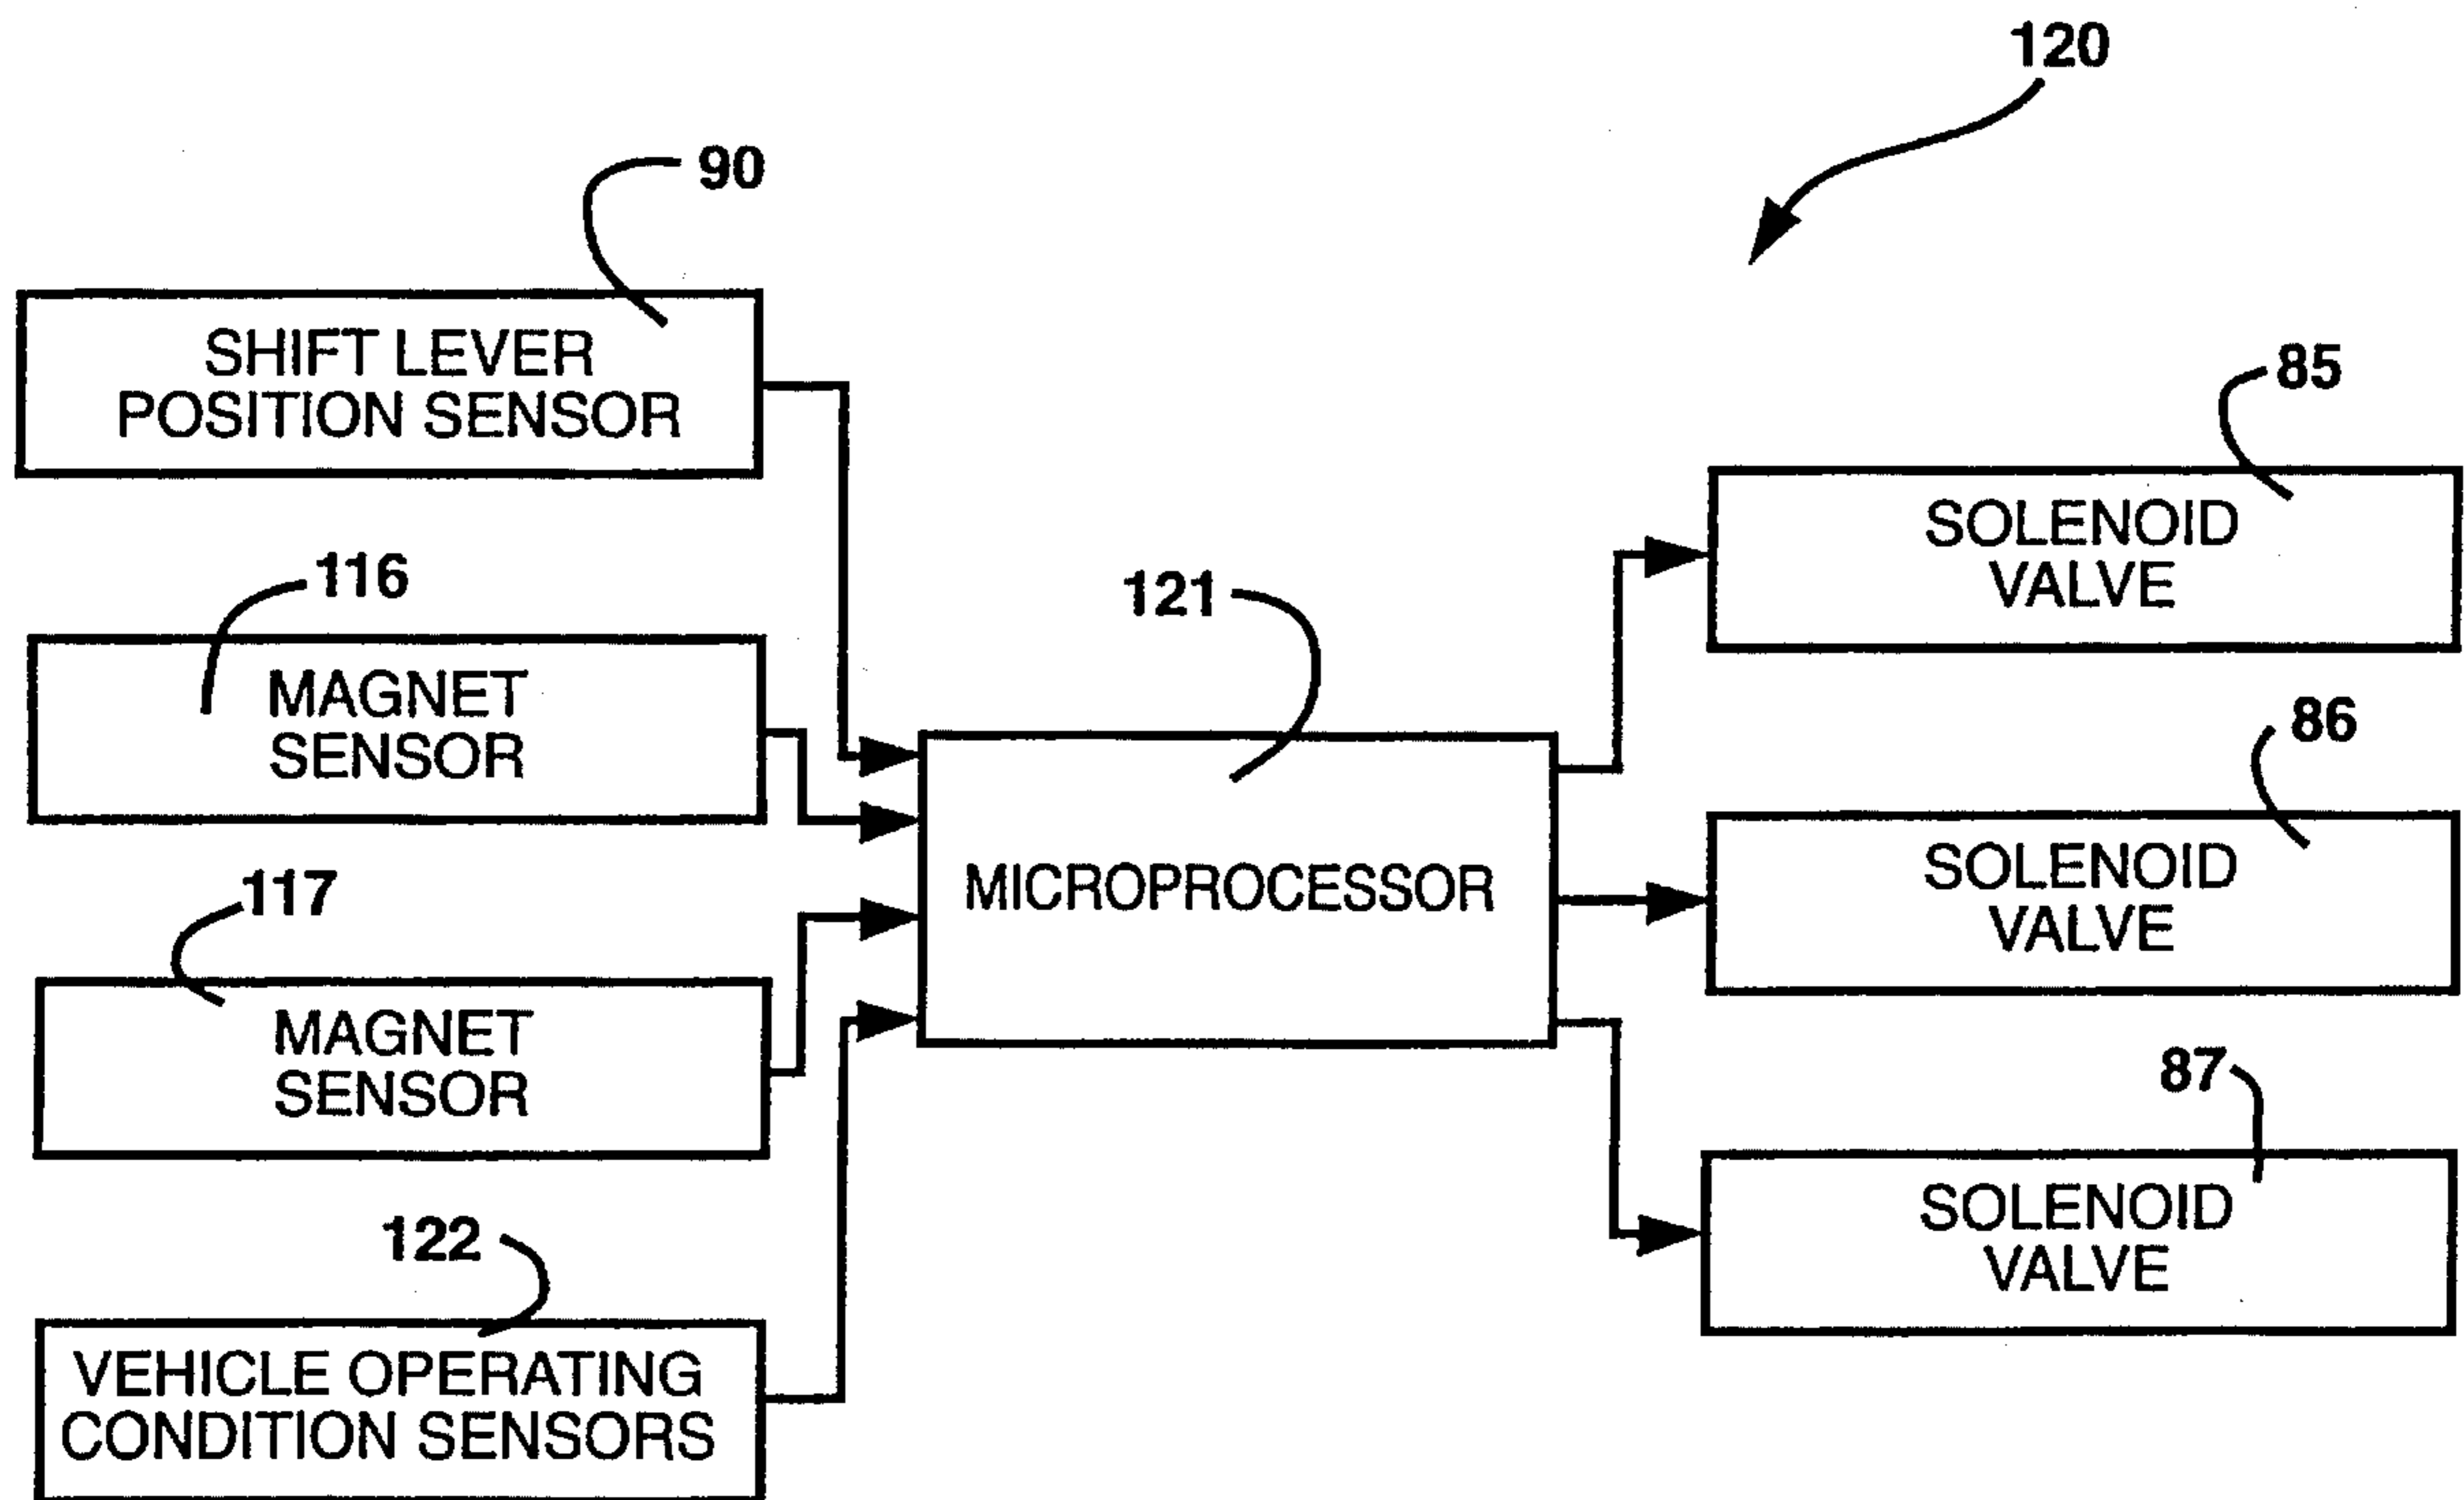 120
90
SHIFT LEVER
POSITION SENSOR
85
SOLENOID
VALVE
116
MAGNET
SENSOR
121
MICROPROCESSOR
86
SOLENOID
VALVE
117
MAGNET
SENSOR
87
SOLENOID
VALVE
122
VEHICLE OPERATING
CONDITION SENSORS